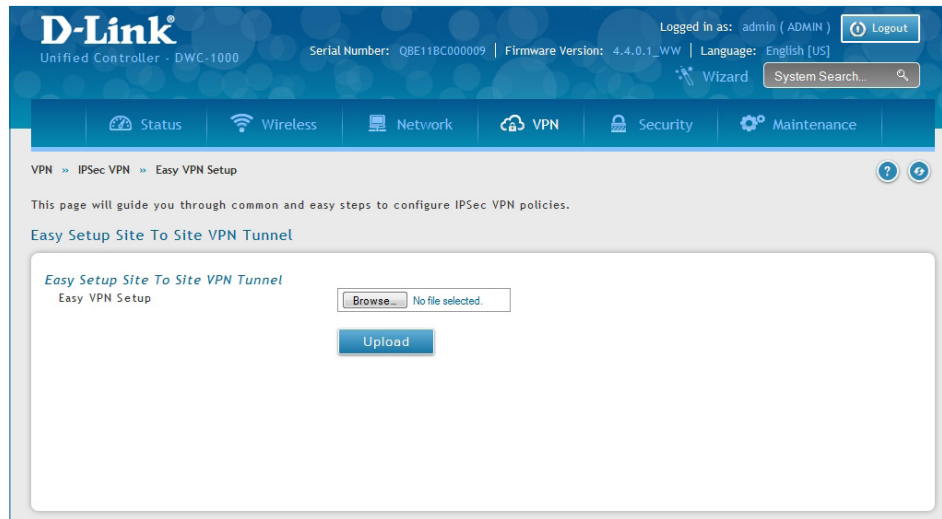 D-Link®
Unified Controller - DWC-1000
Logged in as: admin ( ADMIN )
Logout
Serial Number: QBE11BC000009 | Firmware Version: 4.4.0.1_WW | Language: English [US]
Wizard
System Search...
Status
Wireless
Network
VPN
Security
Maintenance
VPN » IPSec VPN » Easy VPN Setup
?
This page will guide you through common and easy steps to configure IPSec VPN policies.
Easy Setup Site To Site VPN Tunnel
Easy Setup Site To Site VPN Tunnel
Easy VPN Setup
Browse... No file selected.
Upload